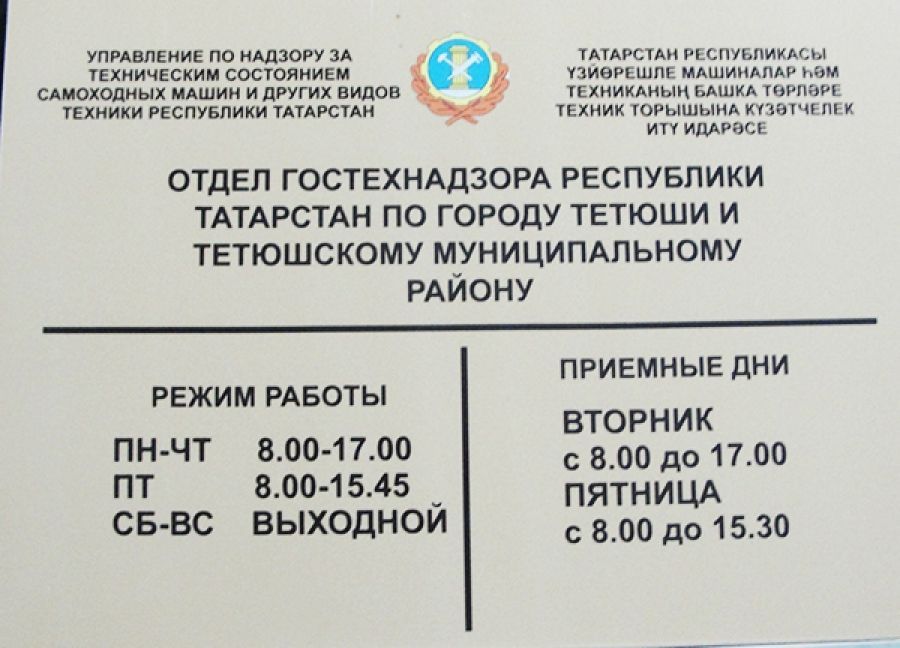 УПРАВЛЕНИЕ ПО НАДЗОРУ ЗА
ТЕХНИЧЕСКИМ СОСТОЯНИЕМ
САМОХОДНЫХ МАШИН И ДРУГИХ ВИДОВ
ТЕХНИКИ РЕСПУБЛИКИ ТАТАРСТАН
ТАТАРСТАН РЕСПУБЛИКАСЫ
ҮЗЙӨРЕШЛЕ МАШИНАЛАР ҺӘМ
ТЕХНИКАНЫҢ БАШКА ТӨРЛӘРЕ
ТЕХНИК ТОРЫШЫНА КҮЗӘТЧЕЛЕК
ИТҮ ИДАРӘСЕ
ОТДЕЛ ГОСТЕХНАДЗОРА РЕСПУБЛИКИ
ТАТАРСТАН ПО ГОРОДУ ТЕТЮШИ И
ТЕТЮШСКОМУ МУНИЦИПАЛЬНОМУ
РАЙОНУ
РЕЖИМ РАБОТЫ
ПН-ЧТ 8.00-17.00
ПТ 8.00-15.45
СБ-ВС ВЫХОДНОЙ
ПРИЕМНЫЕ ДНИ
ВТОРНИК
с 8.00 до 17.00
ПЯТНИЦА
с 8.00 до 15.30